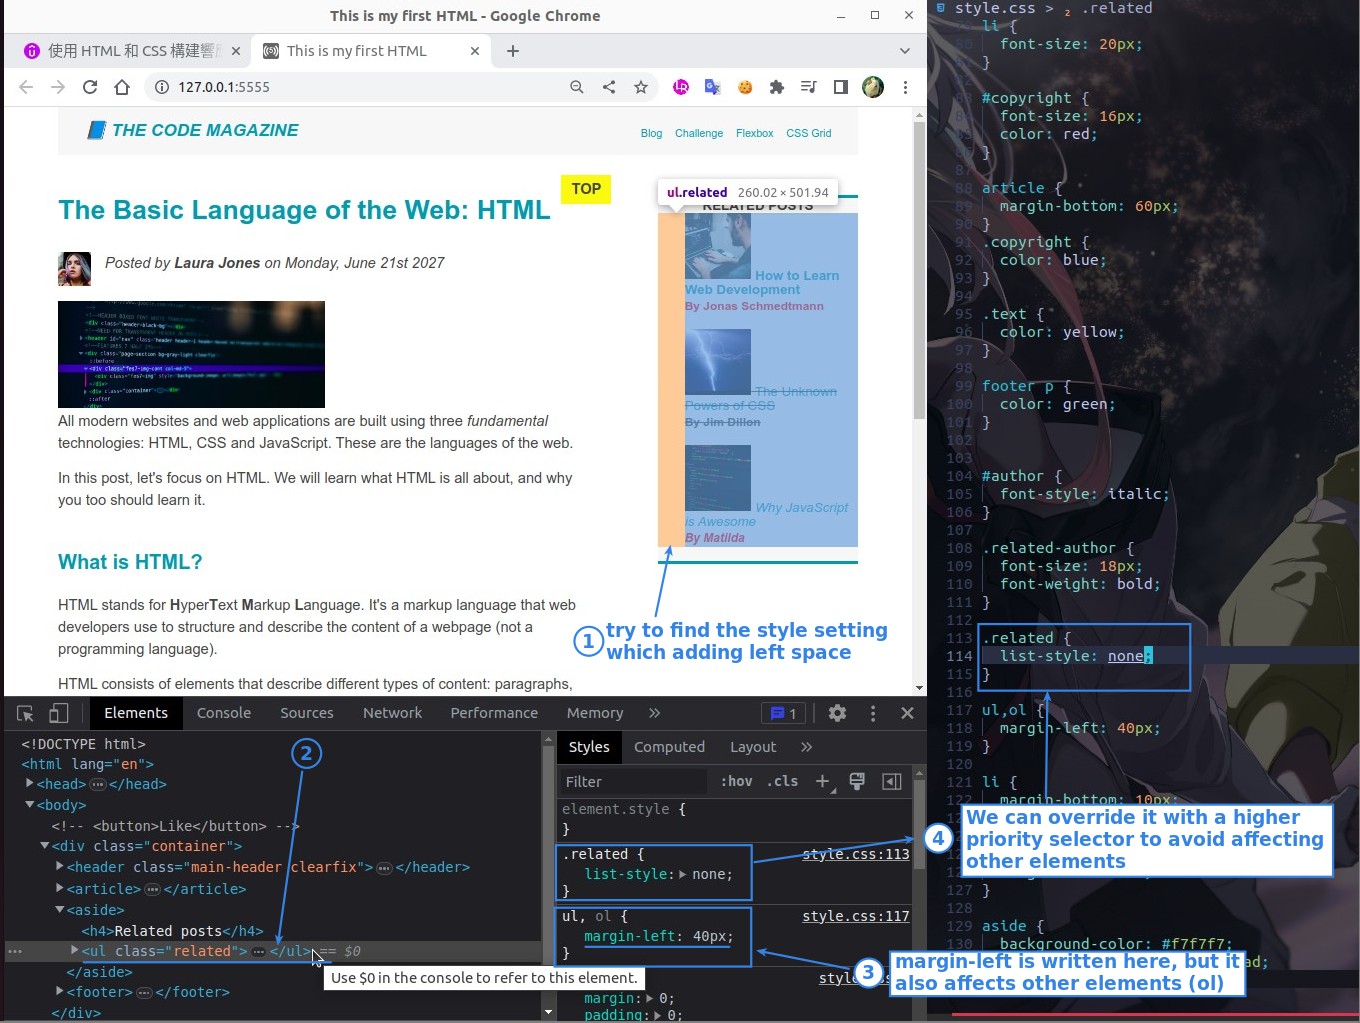 This is my first HTML - Google Chrome
使用 HTML 和 CSS 構建響
This is my first HTML
127.0.0.1:5555
THE CODE MAGAZINE
Blog Challenge Flexbox CSS Grid
TOP
ul.related 260.02 × 501.94
RELATED POSTS
The Basic Language of the Web: HTML
Posted by Laura Jones on Monday, June 21st 2027
All modern websites and web applications are built using three fundamental
technologies: HTML, CSS and JavaScript. These are the languages of the web.
In this post, let's focus on HTML. We will learn what HTML is all about, and why
you too should learn it.
What is HTML?
HTML stands for HyperText Markup Language. It's a markup language that web
developers use to structure and describe the content of a webpage (not a
programming language).
HTML consists of elements that describe different types of content: paragraphs,
How to Learn
Web Development
By Jonas Schmedtmann
The Unknown
Powers of CSS
By Jim Dillon
Why JavaScript
is Awesome
By Matilda
1 try to find the style setting
which adding left space
Elements Console Sources Network Performance Memory » 1
<!DOCTYPE html>
<html lang="en">
<head> ⋯ </head>
<body>
<!-- <button>Like</button> -->
<div class="container">
<header class="main-header clearfix"> ⋯ </header>
<article> ⋯ </article>
<aside>
<h4>Related posts</h4>
<ul class="related"> ⋯ </ul> == $0
</aside>
<footer> ⋯ </footer>
</div>
2
Use $0 in the console to refer to this element.
Styles Computed Layout »
Filter :hov .cls +
element.style {
}
.related { style.css:113
list-style: none;
}
ul, ol { style.css:117
margin-left: 40px;
}
margin: 0;
padding: 0;
3 margin-left is written here, but it
also affects other elements (ol)
4 We can override it with a higher
priority selector to avoid affecting
other elements
style.css > .related
li {
font-size: 20px;
}
#copyright {
font-size: 16px;
color: red;
}
87
88 article {
89 margin-bottom: 60px;
90 }
91 .copyright {
92 color: blue;
93 }
94
95 .text {
96 color: yellow;
97 }
98
99 footer p {
100 color: green;
101 }
102
103
104 #author {
105 font-style: italic;
106 }
107
108 .related-author {
109 font-size: 18px;
110 font-weight: bold;
111 }
112
113 .related {
114 list-style: none;
115 }
116
117 ul,ol {
118 margin-left: 40px;
119 }
120
121 li {
122 margin-bottom: 10px;
127 }
128
129 aside {
130 background-color: #f7f7f7;